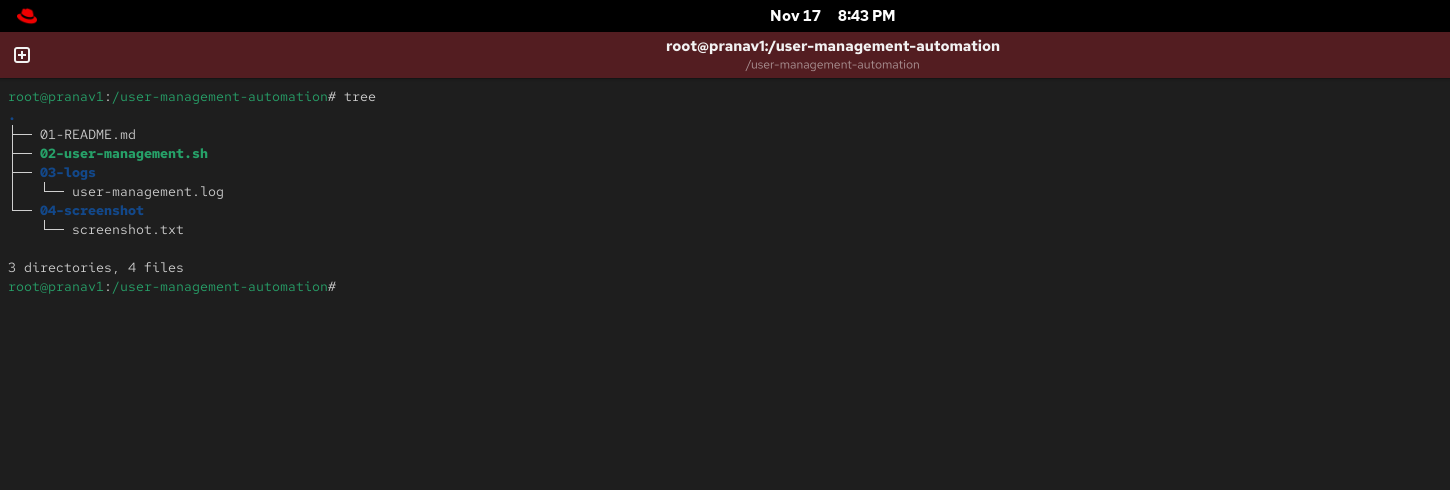 Nov 17 8:43 PM
root@pranav1:/user-management-automation
/user-management-automation
root@pranav1:/user-management-automation# tree
.
├── 01-README.md
├── 02-user-management.sh
├── 03-logs
│   └── user-management.log
└── 04-screenshot
    └── screenshot.txt
3 directories, 4 files
root@pranav1:/user-management-automation#